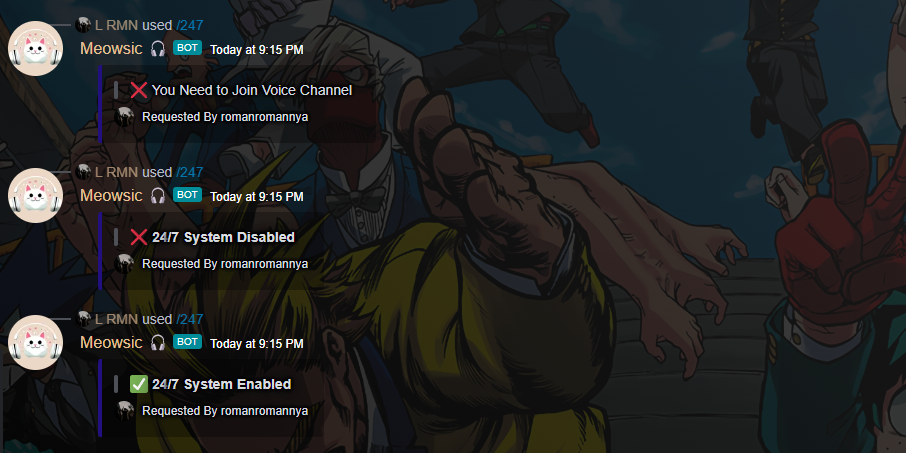 L RMN used /247
Meowsic BOT Today at 9:15 PM
You Need to Join Voice Channel
Requested By romanromannya
L RMN used /247
Meowsic BOT Today at 9:15 PM
24/7 System Disabled
Requested By romanromannya
L RMN used /247
Meowsic BOT Today at 9:15 PM
24/7 System Enabled
Requested By romanromannya